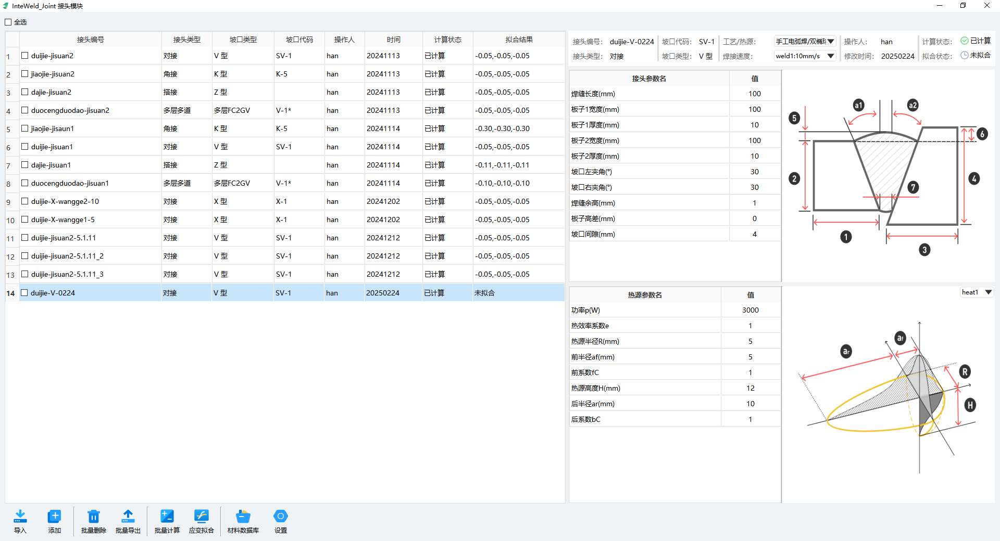 InteWeld_Joint 接头模块
全选
接头编号 接头类型 坡口类型 坡口代码 操作人 时间 计算状态 拟合结果
1 duijie-jisuan2 对接 V 型 SV-1 han 20241113 已计算 -0.05,-0.05,-0.05
2 jiaojie-jisuan2 角接 K 型 K-5 han 20241113 已计算 -0.05,-0.05,-0.05
3 dajie-jisuan2 搭接 Z 型 han 20241113 已计算 -0.05,-0.05,-0.05
4 duocengduodao-jisuan2 多层多道 多层FC2GV V-1* han 20241113 已计算 -0.05,-0.05,-0.05
5 jiaojie-jisaun1 角接 K 型 K-5 han 20241114 已计算 -0.30,-0.30,-0.30
6 duijie-jisuan1 对接 V 型 SV-1 han 20241114 已计算 -0.05,-0.05,-0.05
7 dajie-jisuan1 搭接 Z 型 han 20241114 已计算 -0.11,-0.11,-0.11
8 duocengduodao-jisuan1 多层多道 多层FC2GV V-1* han 20241114 已计算 -0.10,-0.10,-0.10
9 duijie-X-wangge2-10 对接 X 型 X-1 han 20241202 已计算 -0.05,-0.05,-0.05
10 duijie-X-wangge1-5 对接 X 型 X-1 han 20241202 已计算 -0.05,-0.05,-0.05
11 duijie-jisuan2-5.1.11 对接 V 型 SV-1 han 20241212 已计算 -0.05,-0.05,-0.05
12 duijie-jisuan2-5.1.11_2 对接 V 型 SV-1 han 20241212 已计算 -0.05,-0.05,-0.05
13 duijie-jisuan2-5.1.11_3 对接 V 型 SV-1 han 20241212 已计算 -0.05,-0.05,-0.05
14 duijie-V-0224 对接 V 型 SV-1 han 20250224 已计算 未拟合
接头编号: duijie-V-0224 坡口代码: SV-1 工艺/热源: 手工电弧焊/双椭 操作人: han 计算状态: 已计算
接头类型: 对接 坡口类型: V 型 焊接速度: weld1:10mm/s 修改时间: 20250224 拟合状态: 未拟合
接头参数名 值
焊缝长度(mm) 100
板子1宽度(mm) 100
板子1厚度(mm) 10
板子2宽度(mm) 100
板子2厚度(mm) 10
坡口左夹角(°) 30
坡口右夹角(°) 30
焊缝余高(mm) 1
板子高差(mm) 0
坡口间隙(mm) 4
a1 a2
5
6
2
7
4
1
3
热源参数名 值
功率p(W) 3000
热效率系数e 1
热源半径R(mm) 5
前半径af(mm) 5
前系数fC 1
热源高度H(mm) 12
后半径ar(mm) 10
后系数bC 1
heat1
af
ar
R
H
导入 添加 批量删除 批量导出 批量计算 应变拟合 材料数据库 设置